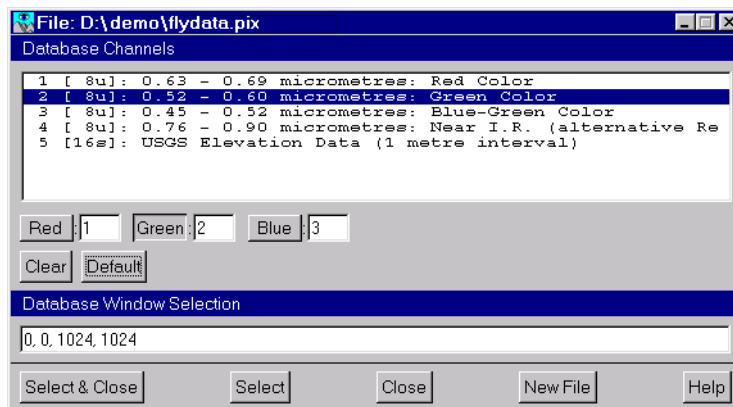 File: D:\demo\flydata.pix
Database Channels
1 [ 8u]: 0.63 - 0.69 micrometres: Red Color
2 [ 8u]: 0.52 - 0.60 micrometres: Green Color
3 [ 8u]: 0.45 - 0.52 micrometres: Blue-Green Color
4 [ 8u]: 0.76 - 0.90 micrometres: Near I.R. (alternative Re
5 [16s]: USGS Elevation Data (1 metre interval)
Red :1 Green :2 Blue :3
Clear Default
Database Window Selection
0, 0, 1024, 1024
Select & Close Select Close New File Help